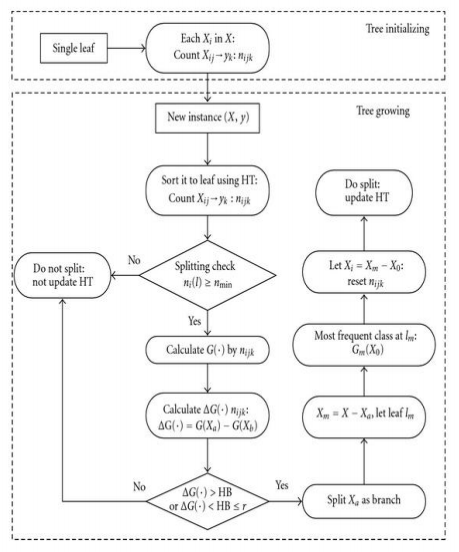 Tree initializing
Single leaf
Each Xᵢ in X:
Count Xᵢⱼ→yₖ: nᵢⱼₖ
Tree growing
New instance (X, y)
Sort it to leaf using HT:
Count Xᵢⱼ→yₖ : nᵢⱼₖ
Do split:
update HT
No
Do not split:
not update HT
Splitting check
nᵢ(l) ≥ n_min
Let Xᵢ = Xₘ − X₀:
reset nᵢⱼₖ
Yes
Calculate G(·) by nᵢⱼₖ
Most frequent class at lₘ:
Gₘ(X₀)
Calculate ΔG(·) nᵢⱼₖ:
ΔG(·) = G(Xₐ) − G(X_b)
Xₘ = X − Xₐ, let leaf lₘ
No
ΔG(·) > HB
or ΔG(·) < HB ≤ r
Yes
Split Xₐ as branch